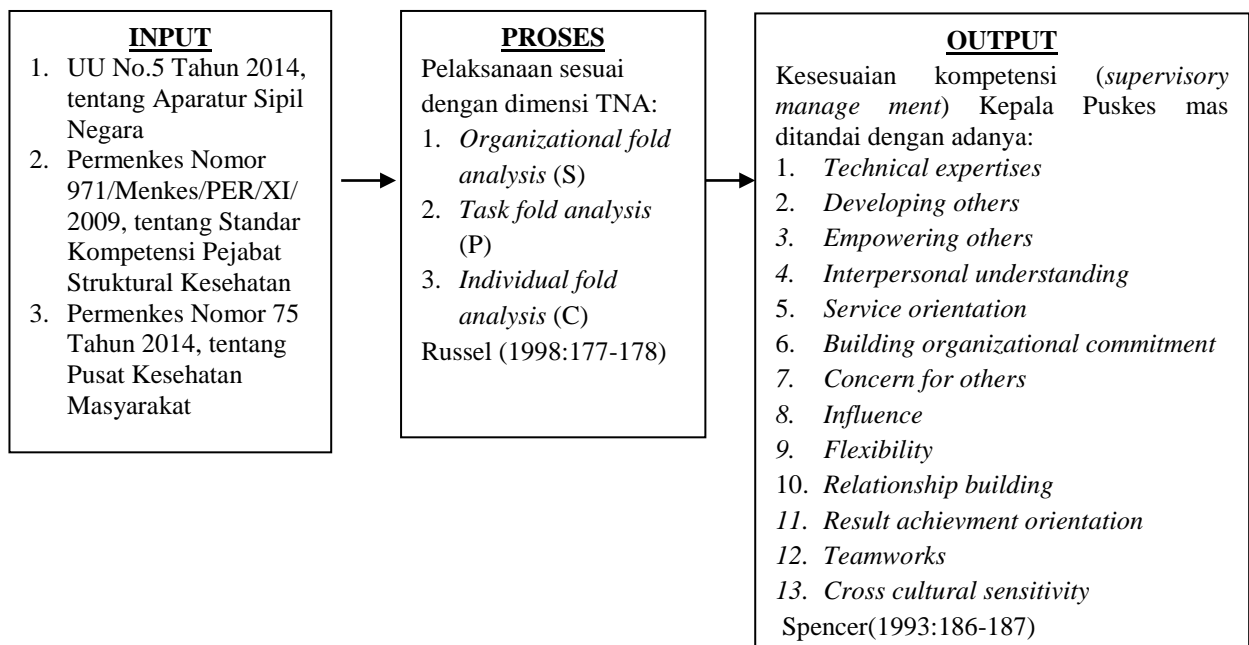 INPUT
1. UU No.5 Tahun 2014,
tentang Aparatur Sipil
Negara
2. Permenkes Nomor
971/Menkes/PER/XI/
2009, tentang Standar
Kompetensi Pejabat
Struktural Kesehatan
3. Permenkes Nomor 75
Tahun 2014, tentang
Pusat Kesehatan
Masyarakat
PROSES
Pelaksanaan sesuai
dengan dimensi TNA:
1. Organizational fold
analysis (S)
2. Task fold analysis
(P)
3. Individual fold
analysis (C)
Russel (1998:177-178)
OUTPUT
Kesesuaian kompetensi (supervisory
manage ment) Kepala Puskes mas
ditandai dengan adanya:
1. Technical expertises
2. Developing others
3. Empowering others
4. Interpersonal understanding
5. Service orientation
6. Building organizational commitment
7. Concern for others
8. Influence
9. Flexibility
10. Relationship building
11. Result achievment orientation
12. Teamworks
13. Cross cultural sensitivity
Spencer(1993:186-187)